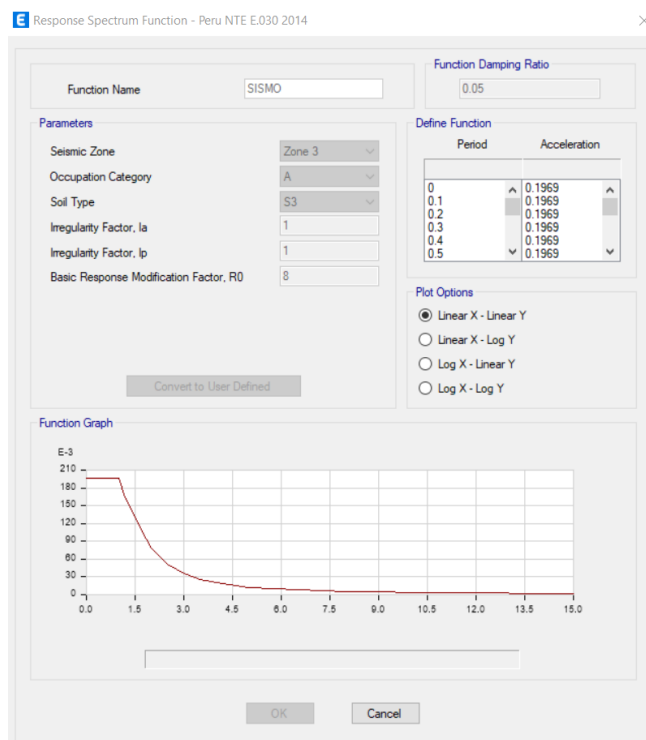 E Response Spectrum Function - Peru NTE E.030 2014
Function Name
SISMO
Function Damping Ratio
0.05
Parameters
Seismic Zone
Zone 3
Occupation Category
A
Soil Type
S3
Irregularity Factor, Ia
1
Irregularity Factor, Ip
1
Basic Response Modification Factor, R0
8
Convert to User Defined
Define Function
Period Acceleration
0 0.1969
0.1 0.1969
0.2 0.1969
0.3 0.1969
0.4 0.1969
0.5 0.1969
Plot Options
Linear X - Linear Y
Linear X - Log Y
Log X - Linear Y
Log X - Log Y
Function Graph
E-3
210
180
150
120
90
60
30
0
0.0 1.5 3.0 4.5 6.0 7.5 9.0 10.5 12.0 13.5 15.0
OK Cancel